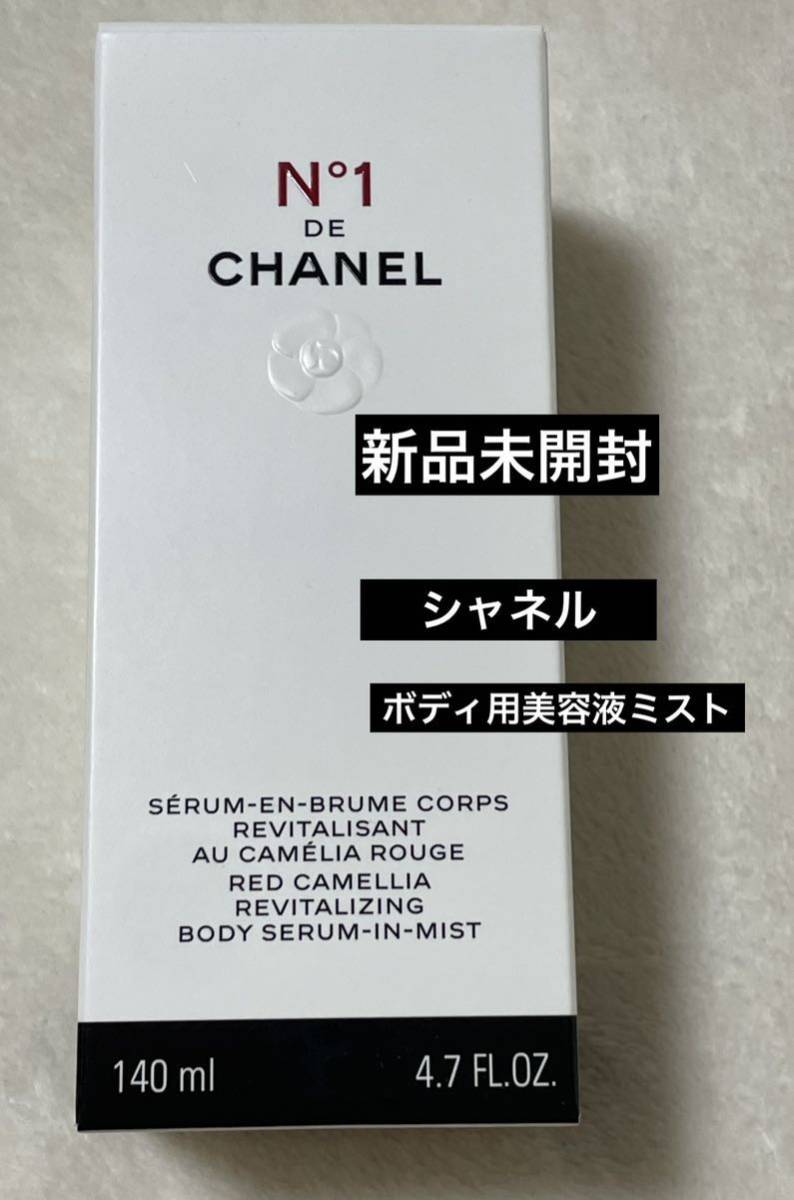 N°1
DE
CHANEL
新品未開封
シャネル
ボディ用美容液ミスト
SÉRUM-EN-BRUME CORPS
REVITALISANT
AU CAMÉLIA ROUGE
RED CAMELLIA
REVITALIZING
BODY SERUM-IN-MIST
140 ml
4.7 FL.OZ.